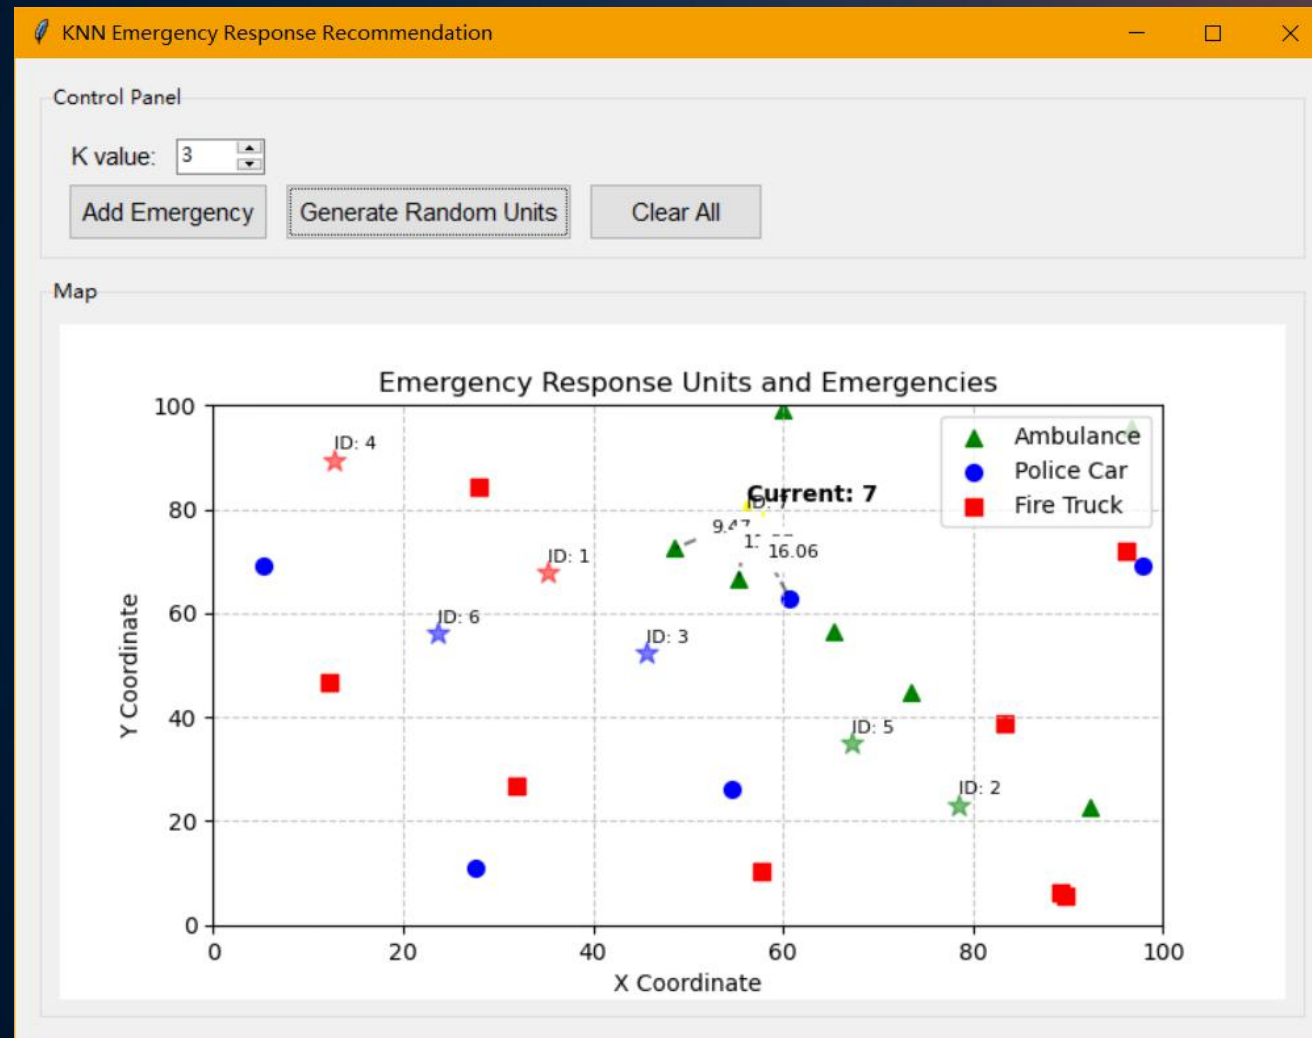 KNN Emergency Response Recommendation
Control Panel
K value: 3
Add Emergency Generate Random Units Clear All
Map
Emergency Response Units and Emergencies
Ambulance
Police Car
Fire Truck
ID: 4
Current: 7
ID: 1
16.06
ID: 6
ID: 3
ID: 5
ID: 2
100
80
60
40
20
0
Y Coordinate
0 20 40 60 80 100
X Coordinate